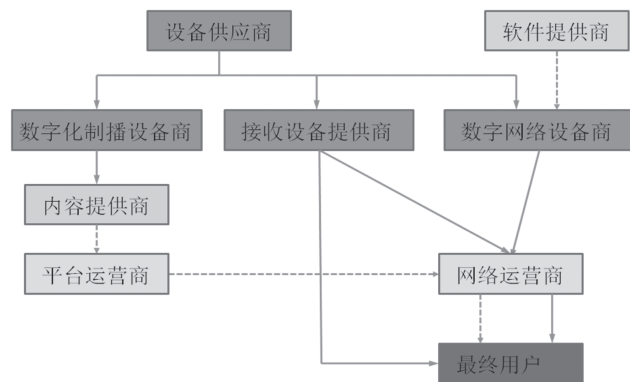 设备供应商
软件提供商
数字化制播设备商
接收设备提供商
数字网络设备商
内容提供商
平台运营商
网络运营商
最终用户